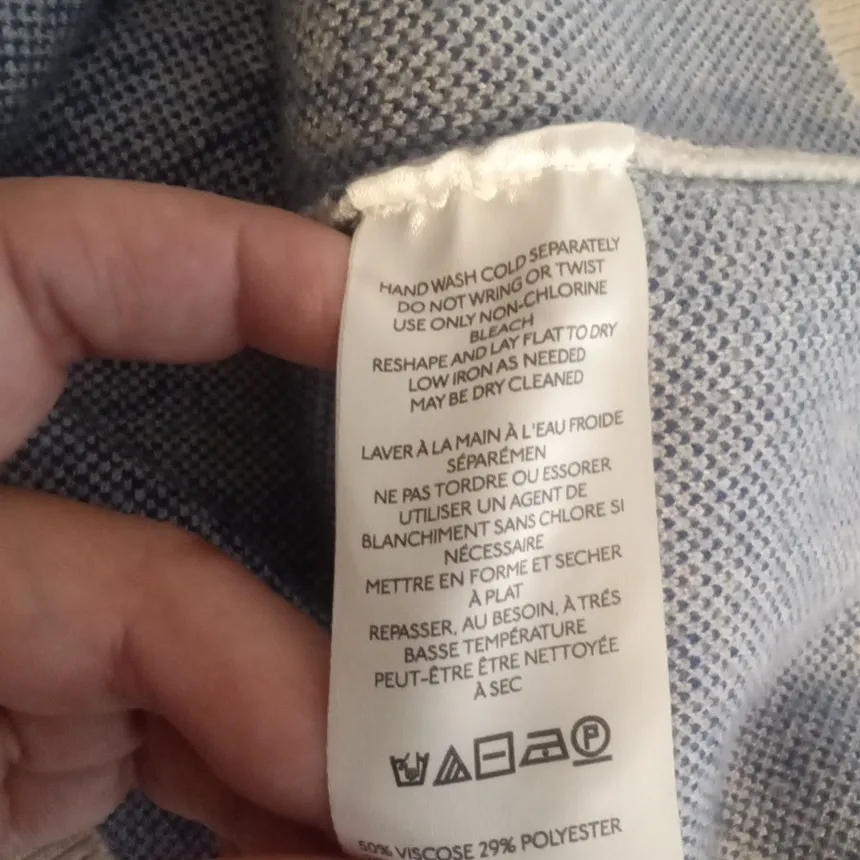 HAND WASH COLD SEPARATELY
DO NOT WRING OR TWIST
USE ONLY NON-CHLORINE
BLEACH
RESHAPE AND LAY FLAT TO DRY
LOW IRON AS NEEDED
MAY BE DRY CLEANED
LAVER À LA MAIN À L'EAU FROIDE
SÉPARÉMEN
NE PAS TORDRE OU ESSORER
UTILISER UN AGENT DE
BLANCHIMENT SANS CHLORE SI
NÉCESSAIRE
METTRE EN FORME ET SECHER
À PLAT
REPASSER, AU BESOIN, À TRÉS
BASSE TEMPÉRATURE
PEUT-ÊTRE ÊTRE NETTOYÉE
À SEC
P
50% VISCOSE 29% POLYESTER